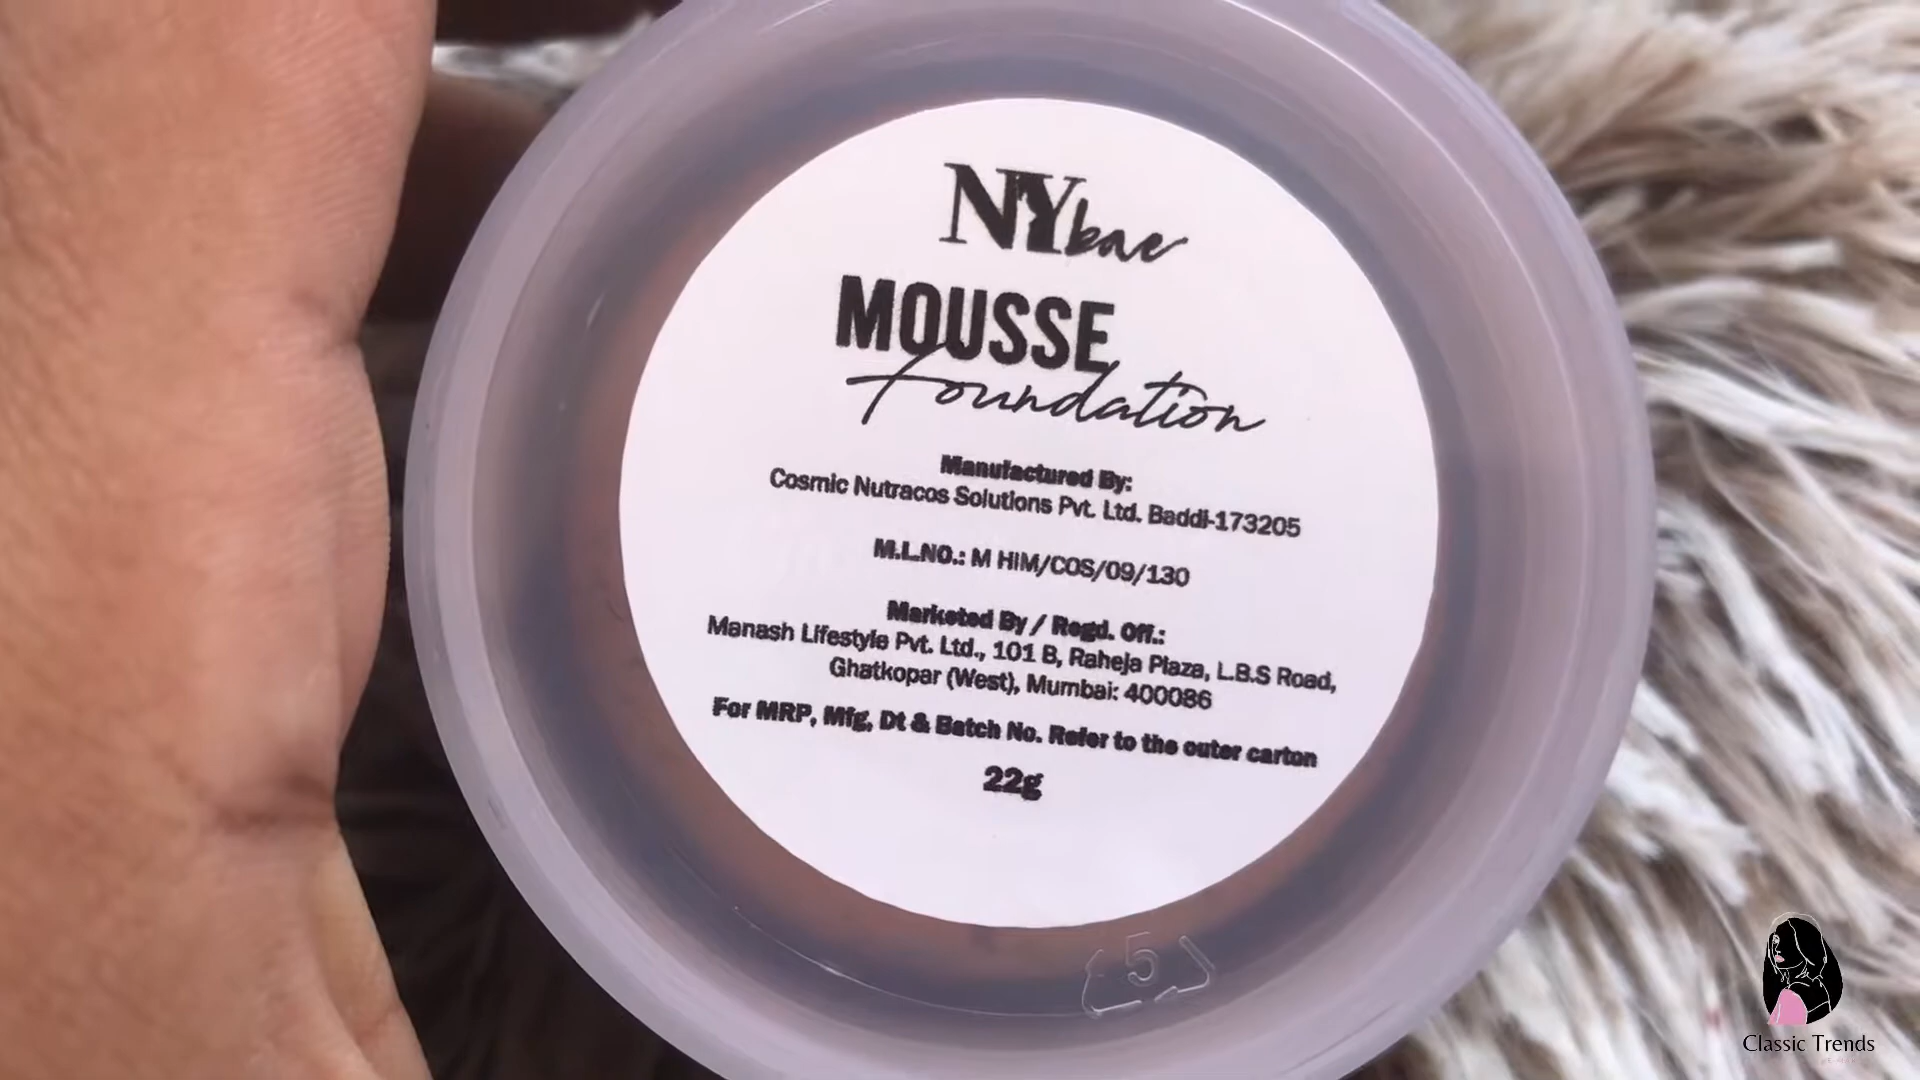 NYbae
MOUSSE
Foundation
Manufactured By:
Cosmic Nutracos Solutions Pvt. Ltd. Baddi-173205
M.L.NO.: M HIM/COS/09/130
Marketed By / Regd. Off.:
Manash Lifestyle Pvt. Ltd., 101 B, Raheja Plaza, L.B.S Road,
Ghatkopar (West), Mumbai: 400086
For MRP, Mfg, Dt & Batch No. Refer to the outer carton
22g
5
Classic Trends